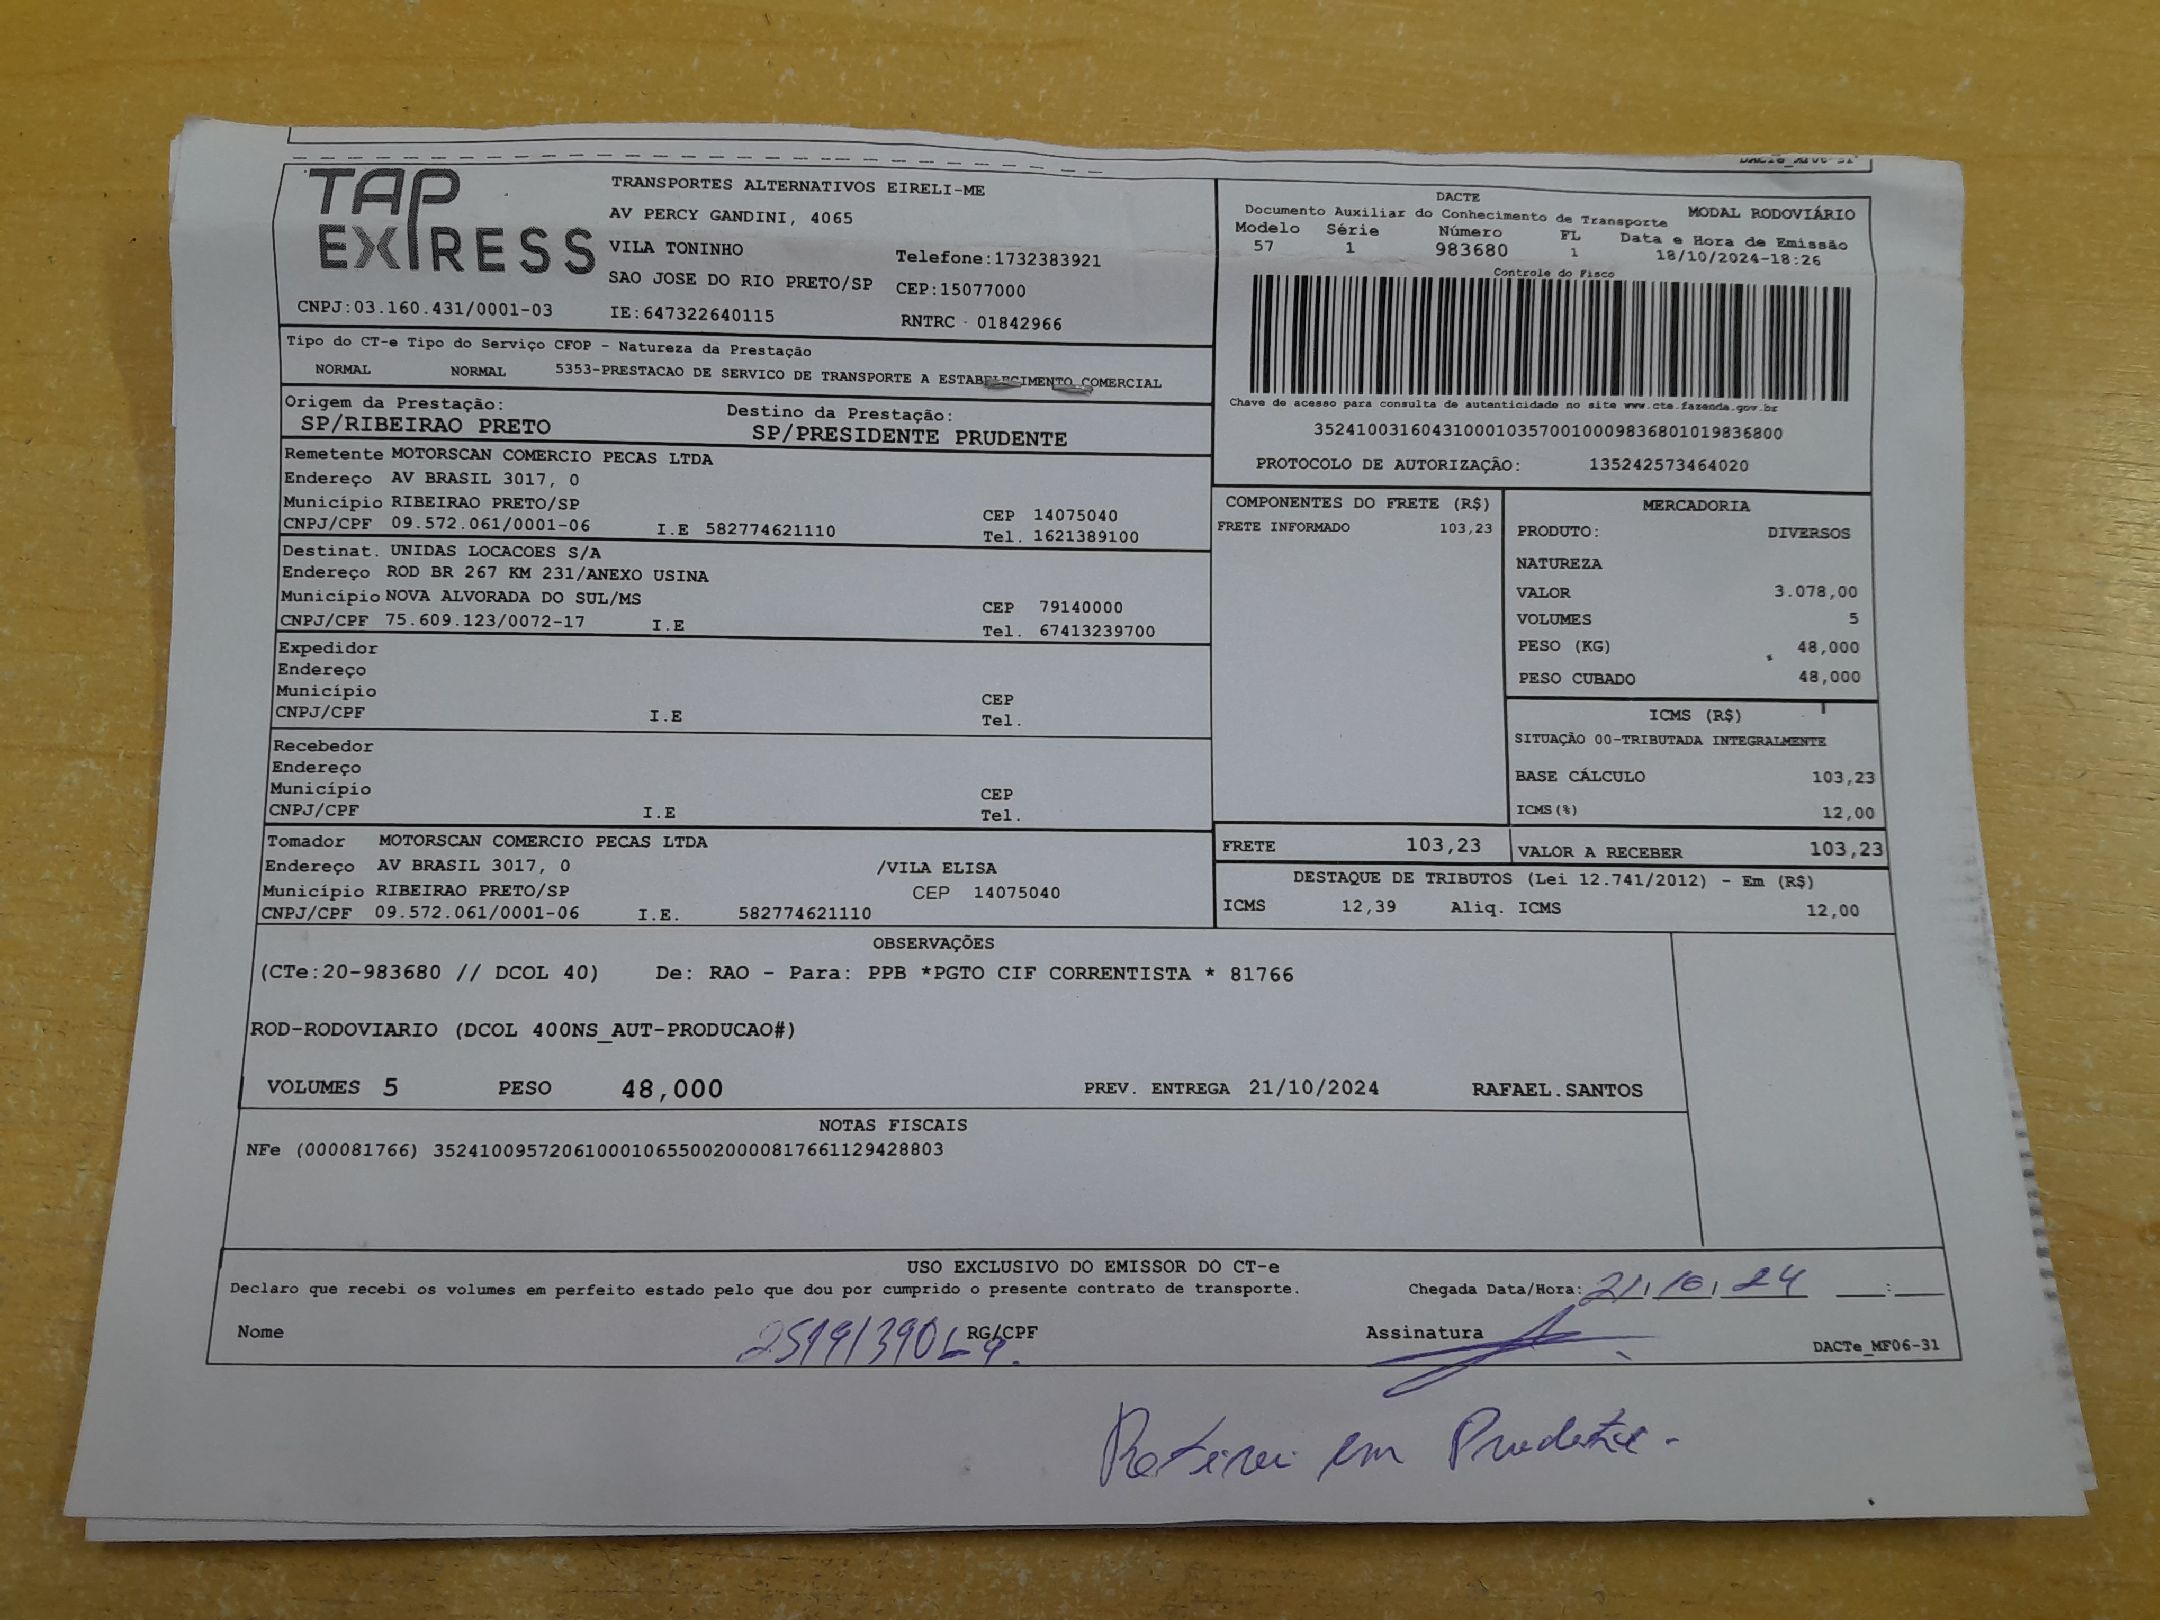 TAP EXPRESS
TRANSPORTES ALTERNATIVOS EIRELI-ME
AV PERCY GANDINI, 4065
VILA TONINHO Telefone:1732383921
SAO JOSE DO RIO PRETO/SP CEP:15077000
CNPJ:03.160.431/0001-03 IE:647322640115 RNTRC · 01842966
DACTE
Documento Auxiliar do Conhecimento de Transporte MODAL RODOVIÁRIO
Modelo Série Número FL Data e Hora de Emissão
57 1 983680 1 18/10/2024-18:26
Controle do Fisco
Chave de acesso para consulta de autenticidade no site www.cte.fazenda.gov.br
35241003160431000103570010009836801019836800
PROTOCOLO DE AUTORIZAÇÃO: 135242573464020
Tipo do CT-e Tipo do Serviço CFOP - Natureza da Prestação
NORMAL NORMAL 5353-PRESTACAO DE SERVICO DE TRANSPORTE A ESTABELECIMENTO COMERCIAL
Origem da Prestação: Destino da Prestação:
SP/RIBEIRAO PRETO SP/PRESIDENTE PRUDENTE
Remetente MOTORSCAN COMERCIO PECAS LTDA
Endereço AV BRASIL 3017, 0
Município RIBEIRAO PRETO/SP CEP 14075040
CNPJ/CPF 09.572.061/0001-06 I.E 582774621110 Tel. 1621389100
Destinat. UNIDAS LOCACOES S/A
Endereço ROD BR 267 KM 231/ANEXO USINA
Município NOVA ALVORADA DO SUL/MS CEP 79140000
CNPJ/CPF 75.609.123/0072-17 I.E Tel. 67413239700
Expedidor
Endereço
Município CEP
CNPJ/CPF I.E Tel.
Recebedor
Endereço
Município CEP
CNPJ/CPF I.E Tel.
Tomador MOTORSCAN COMERCIO PECAS LTDA
Endereço AV BRASIL 3017, 0 /VILA ELISA
Município RIBEIRAO PRETO/SP CEP 14075040
CNPJ/CPF 09.572.061/0001-06 I.E. 582774621110
COMPONENTES DO FRETE (R$)
FRETE INFORMADO 103,23
MERCADORIA
PRODUTO: DIVERSOS
NATUREZA
VALOR 3.078,00
VOLUMES 5
PESO (KG) 48,000
PESO CUBADO 48,000
ICMS (R$)
SITUAÇÃO 00-TRIBUTADA INTEGRALMENTE
BASE CÁLCULO 103,23
ICMS(%) 12,00
FRETE 103,23 VALOR A RECEBER 103,23
DESTAQUE DE TRIBUTOS (Lei 12.741/2012) - Em (R$)
ICMS 12,39 Aliq. ICMS 12,00
OBSERVAÇÕES
(CTe:20-983680 // DCOL 40) De: RAO - Para: PPB *PGTO CIF CORRENTISTA * 81766
ROD-RODOVIARIO (DCOL 400NS_AUT-PRODUCAO#)
VOLUMES 5 PESO 48,000 PREV. ENTREGA 21/10/2024 RAFAEL.SANTOS
NOTAS FISCAIS
NFe (000081766) 35241009572061000106550020000817661129428803
USO EXCLUSIVO DO EMISSOR DO CT-e
Declaro que recebi os volumes em perfeito estado pelo que dou por cumprido o presente contrato de transporte. Chegada Data/Hora: 21/10/24 __:__
Nome RG/CPF Assinatura DACTe_MF06-31
Retirei em Prudente.